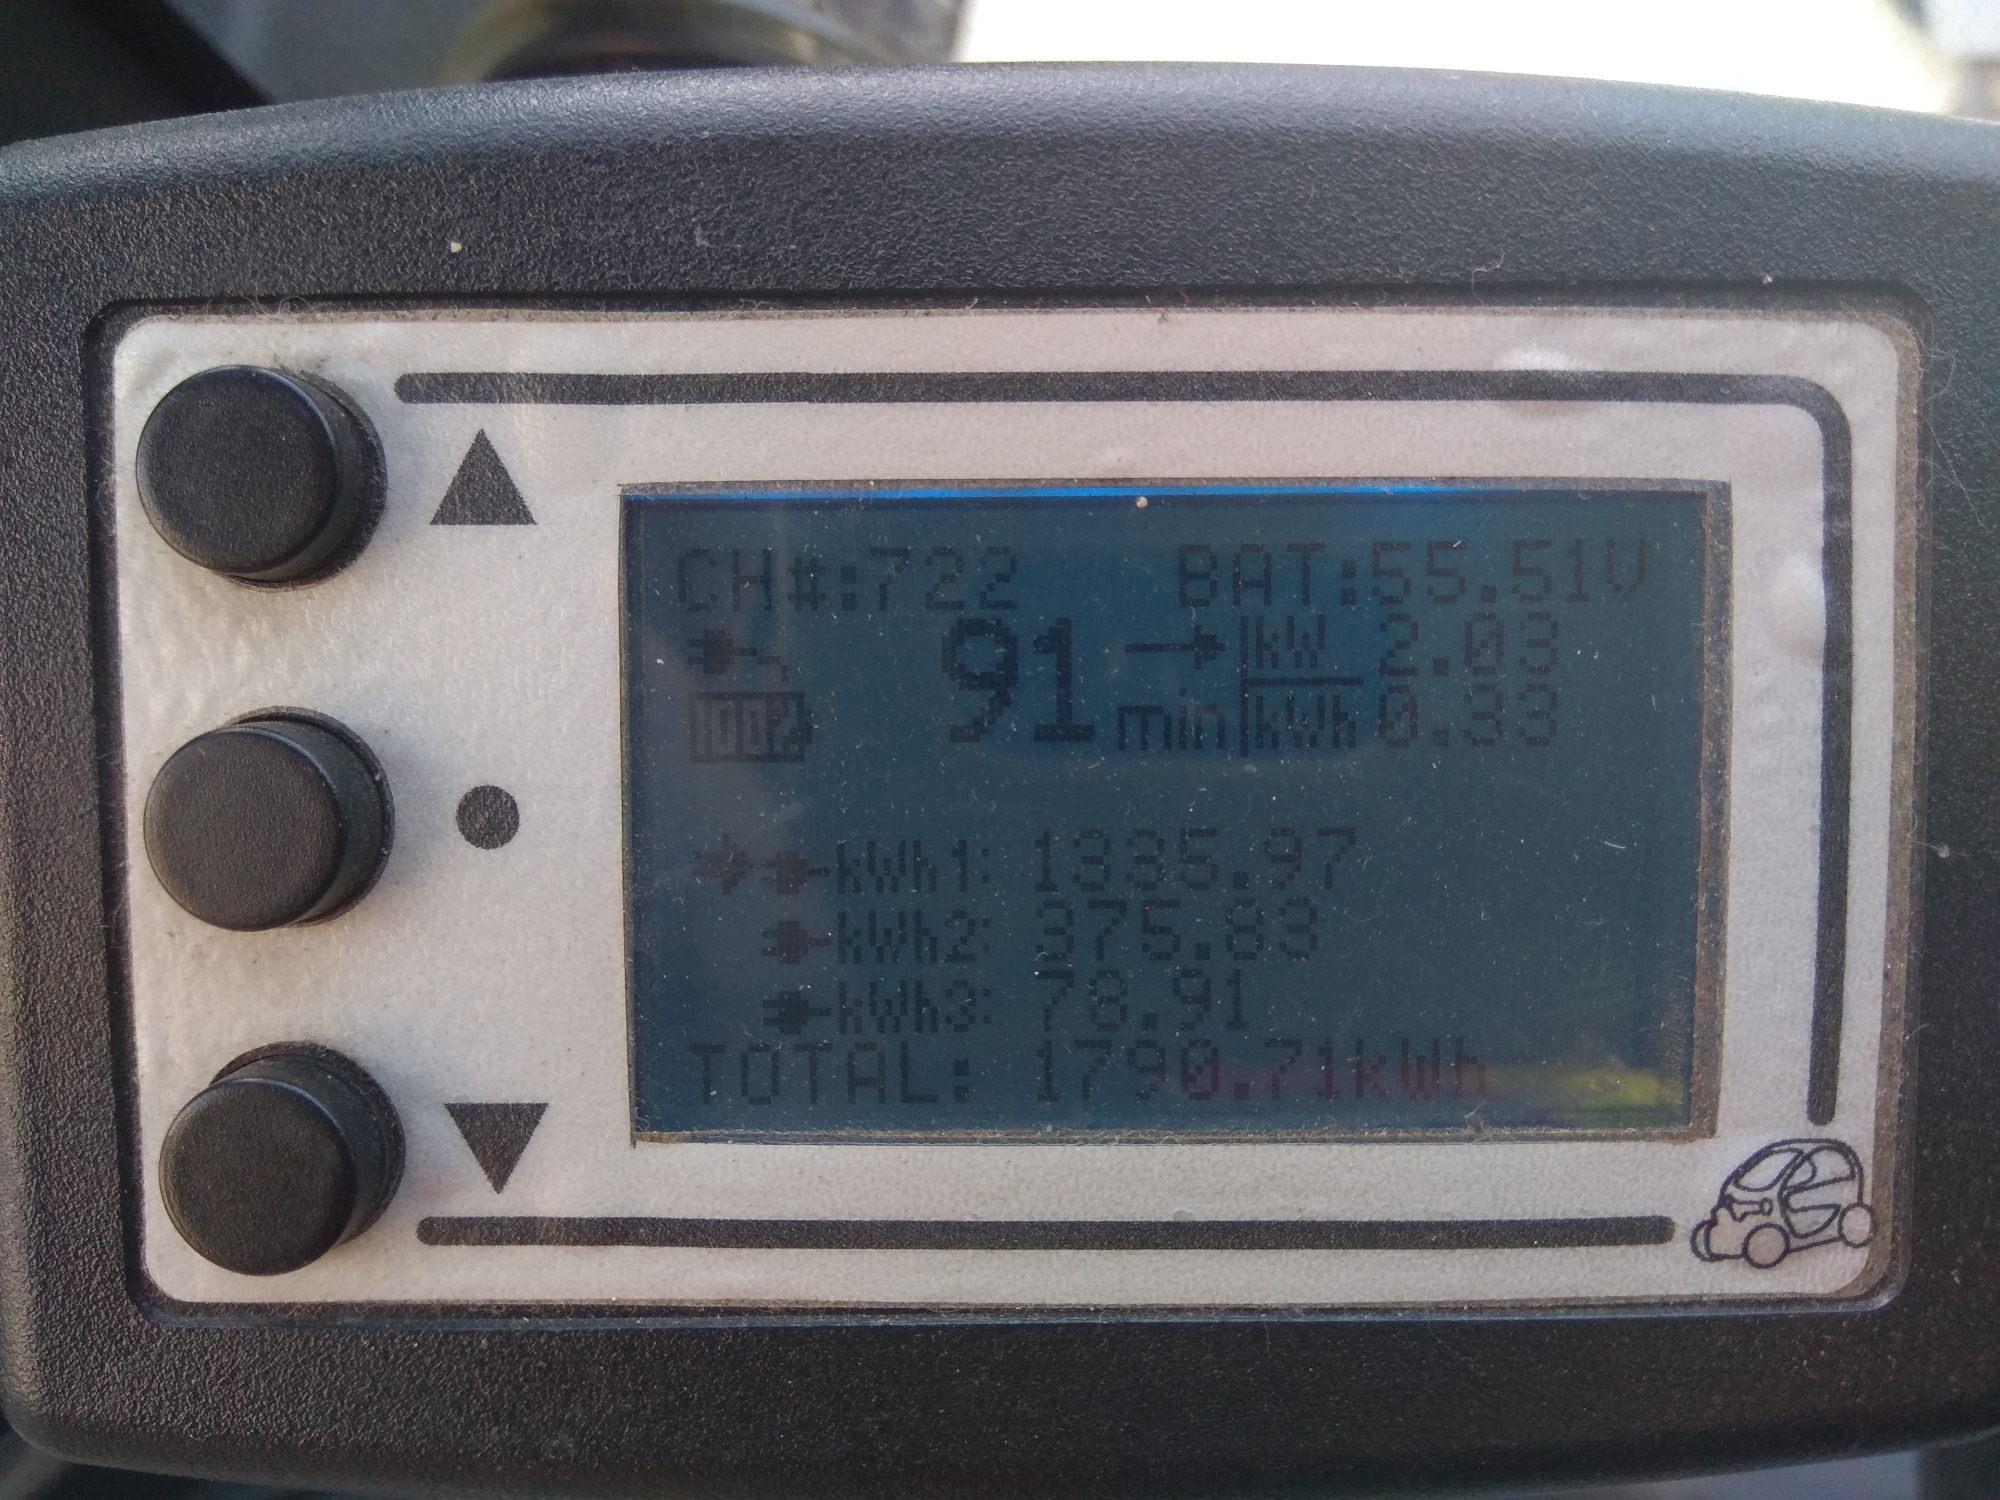 CH#:722 BAT:55.51V
91 min kW 2.03
100% kWh 0.33
kWh1: 1335.97
kWh2: 375.83
kWh3: 78.91
TOTAL: 1790.71kWh